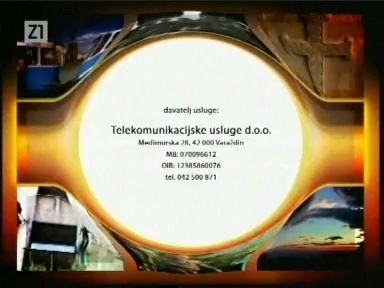 Z1
davatelj usluge:
Telekomunikacijske usluge d.o.o.
Međimurska 28, 42 000 Varaždin
MB: 070096612
OIB: 12385860076
tel. 042 500 871